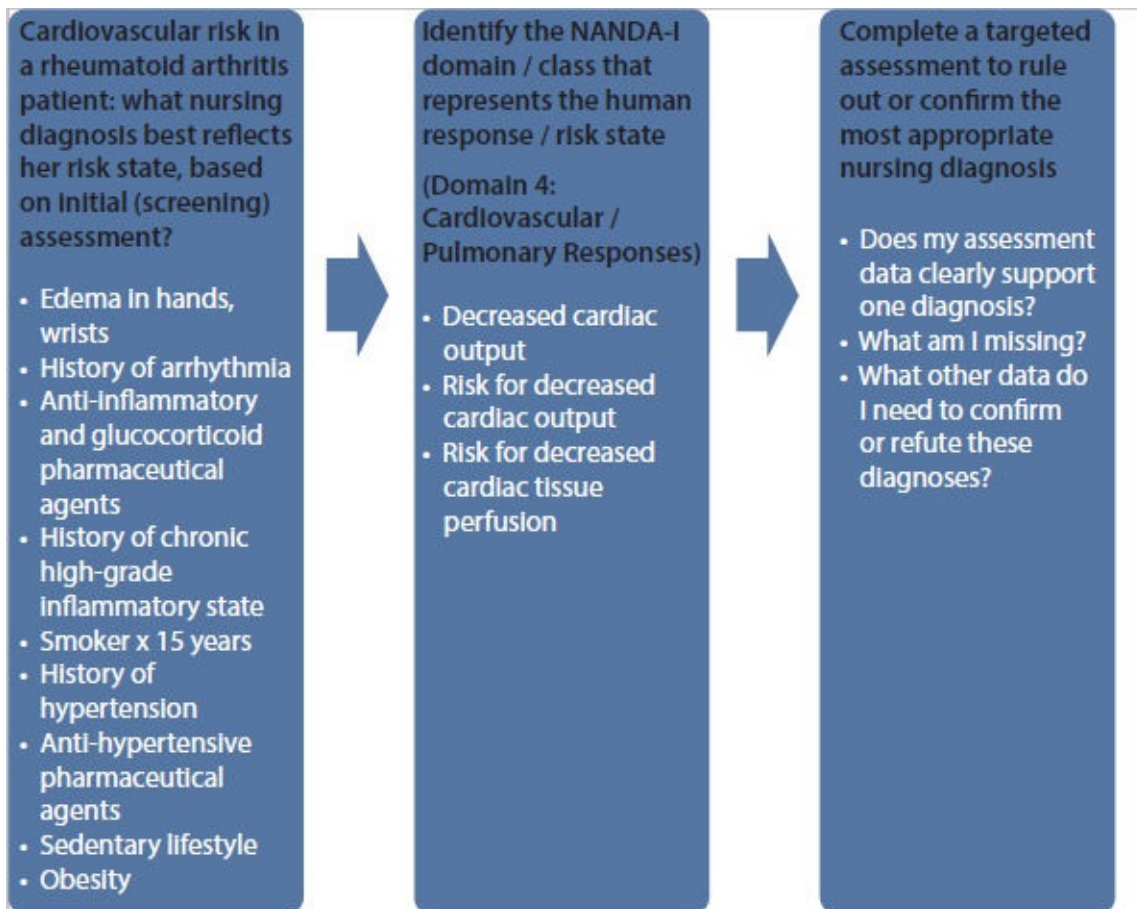 Cardiovascular risk in
a rheumatoid arthritis
patient: what nursing
diagnosis best reflects
her risk state, based
on initial (screening)
assessment?
• Edema in hands,
wrists
• History of arrhythmia
• Anti-inflammatory
and glucocorticoid
pharmaceutical
agents
• History of chronic
high-grade
inflammatory state
• Smoker x 15 years
• History of
hypertension
• Anti-hypertensive
pharmaceutical
agents
• Sedentary lifestyle
• Obesity
Identify the NANDA-I
domain / class that
represents the human
response / risk state
(Domain 4:
Cardiovascular /
Pulmonary Responses)
• Decreased cardiac
output
• Risk for decreased
cardiac output
• Risk for decreased
cardiac tissue
perfusion
Complete a targeted
assessment to rule
out or confirm the
most appropriate
nursing diagnosis
• Does my assessment
data clearly support
one diagnosis?
• What am I missing?
• What other data do
I need to confirm
or refute these
diagnoses?